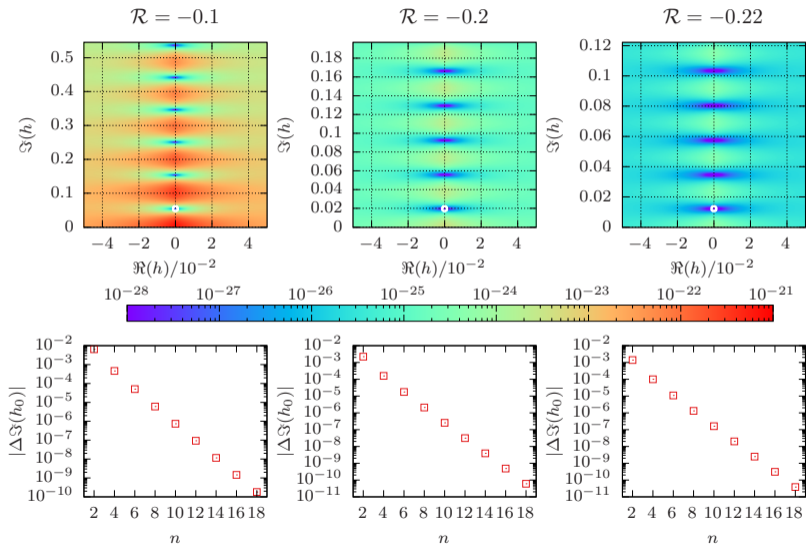 𝓡 = −0.1 𝓡 = −0.2 𝓡 = −0.22
ℑ(h) 0.5 0.4 0.3 0.2 0.1 0
−4 −2 0 2 4
ℜ(h)/10⁻²
ℑ(h) 0.18 0.16 0.14 0.12 0.1 0.08 0.06 0.04 0.02 0
−4 −2 0 2 4
ℜ(h)/10⁻²
ℑ(h) 0.12 0.1 0.08 0.06 0.04 0.02 0
−4 −2 0 2 4
ℜ(h)/10⁻²
10⁻²⁸ 10⁻²⁷ 10⁻²⁶ 10⁻²⁵ 10⁻²⁴ 10⁻²³ 10⁻²² 10⁻²¹
|Δℑ(h₀)| 10⁻² 10⁻³ 10⁻⁴ 10⁻⁵ 10⁻⁶ 10⁻⁷ 10⁻⁸ 10⁻⁹ 10⁻¹⁰
2 4 6 8 10 12 14 16 18
n
|Δℑ(h₀)| 10⁻² 10⁻³ 10⁻⁴ 10⁻⁵ 10⁻⁶ 10⁻⁷ 10⁻⁸ 10⁻⁹ 10⁻¹⁰ 10⁻¹¹
2 4 6 8 10 12 14 16 18
n
|Δℑ(h₀)| 10⁻² 10⁻³ 10⁻⁴ 10⁻⁵ 10⁻⁶ 10⁻⁷ 10⁻⁸ 10⁻⁹ 10⁻¹⁰ 10⁻¹¹
2 4 6 8 10 12 14 16 18
n